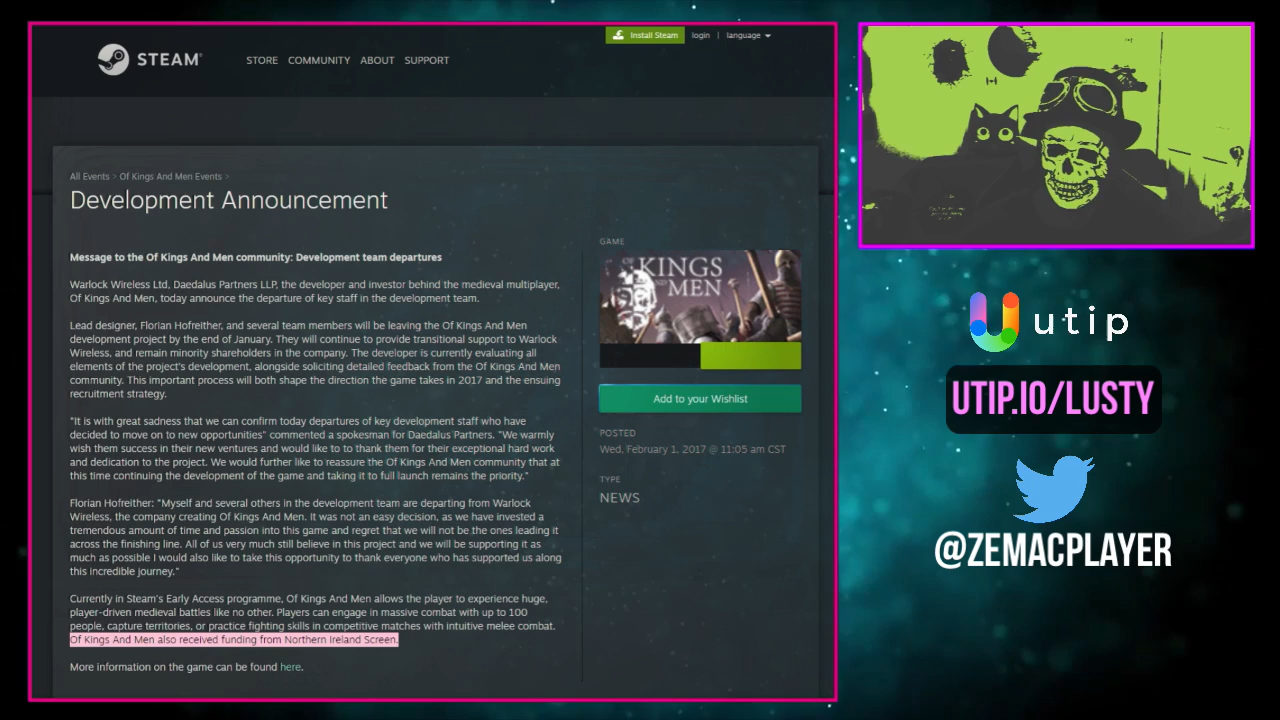 Install Steam login | language
STEAM®
STORE COMMUNITY ABOUT SUPPORT
All Events > Of Kings And Men Events >
Development Announcement
Message to the Of Kings And Men community: Development team departures
Warlock Wireless Ltd, Daedalus Partners LLP, the developer and investor behind the medieval multiplayer,
Of Kings And Men, today announce the departure of key staff in the development team.
Lead designer, Florian Hofreither, and several team members will be leaving the Of Kings And Men
development project by the end of January. They will continue to provide transitional support to Warlock
Wireless, and remain minority shareholders in the company. The developer is currently evaluating all
elements of the project's development, alongside soliciting detailed feedback from the Of Kings And Men
community. This important process will both shape the direction the game takes in 2017 and the ensuing
recruitment strategy.
"It is with great sadness that we can confirm today departures of key development staff who have
decided to move on to new opportunities" commented a spokesman for Daedalus Partners. "We warmly
wish them success in their new ventures and would like to to thank them for their exceptional hard work
and dedication to the project. We would further like to reassure the Of Kings And Men community that at
this time continuing the development of the game and taking it to full launch remains the priority."
Florian Hofreither: "Myself and several others in the development team are departing from Warlock
Wireless, the company creating Of Kings And Men. It was not an easy decision, as we have invested a
tremendous amount of time and passion into this game and regret that we will not be the ones leading it
across the finishing line. All of us very much still believe in this project and we will be supporting it as
much as possible I would also like to take this opportunity to thank everyone who has supported us along
this incredible journey."
Currently in Steam's Early Access programme, Of Kings And Men allows the player to experience huge,
player-driven medieval battles like no other. Players can engage in massive combat with up to 100
people, capture territories, or practice fighting skills in competitive matches with intuitive melee combat.
Of Kings And Men also received funding from Northern Ireland Screen.
More information on the game can be found here.
GAME
OF KINGS
AND MEN
Add to your Wishlist
POSTED
Wed, February 1, 2017 @ 11:05 am CST
TYPE
NEWS
utip
UTIP.IO/LUSTY
@ZEMACPLAYER